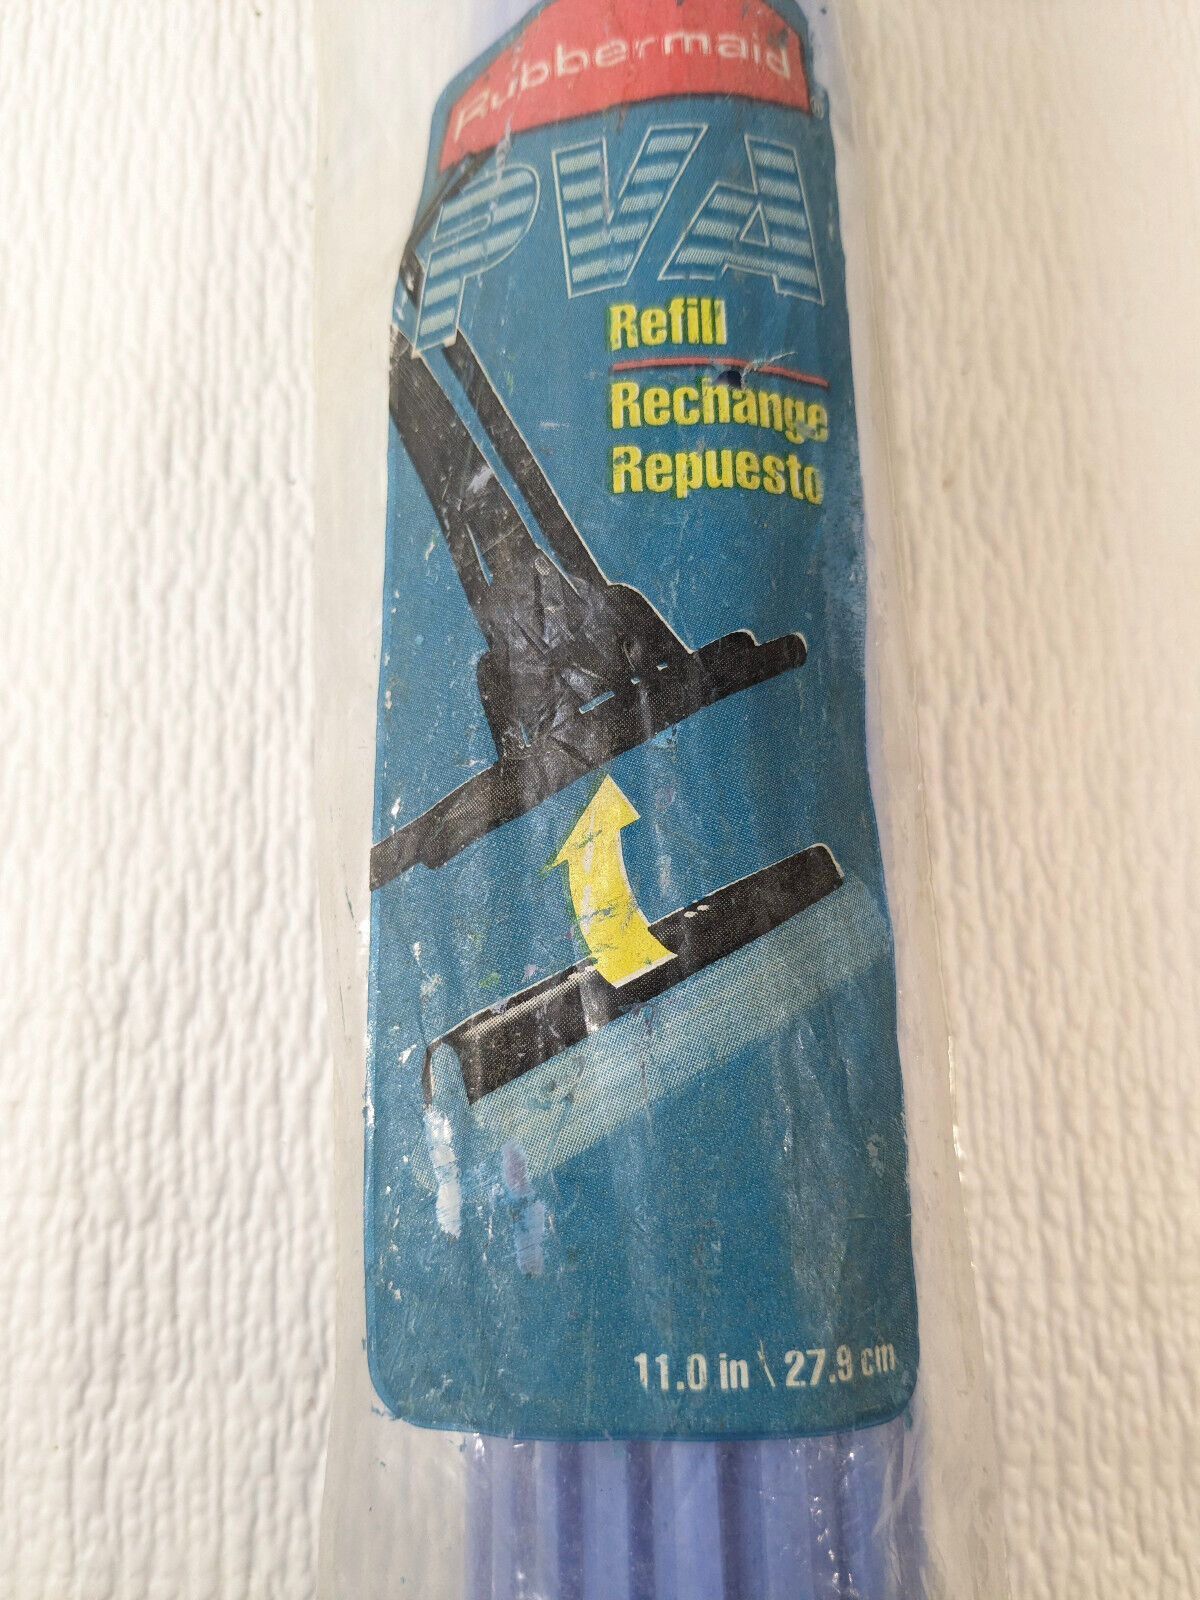 Rubbermaid®
PVA
Refill
Rechange
Repuesto
11.0 in \ 27.9 cm